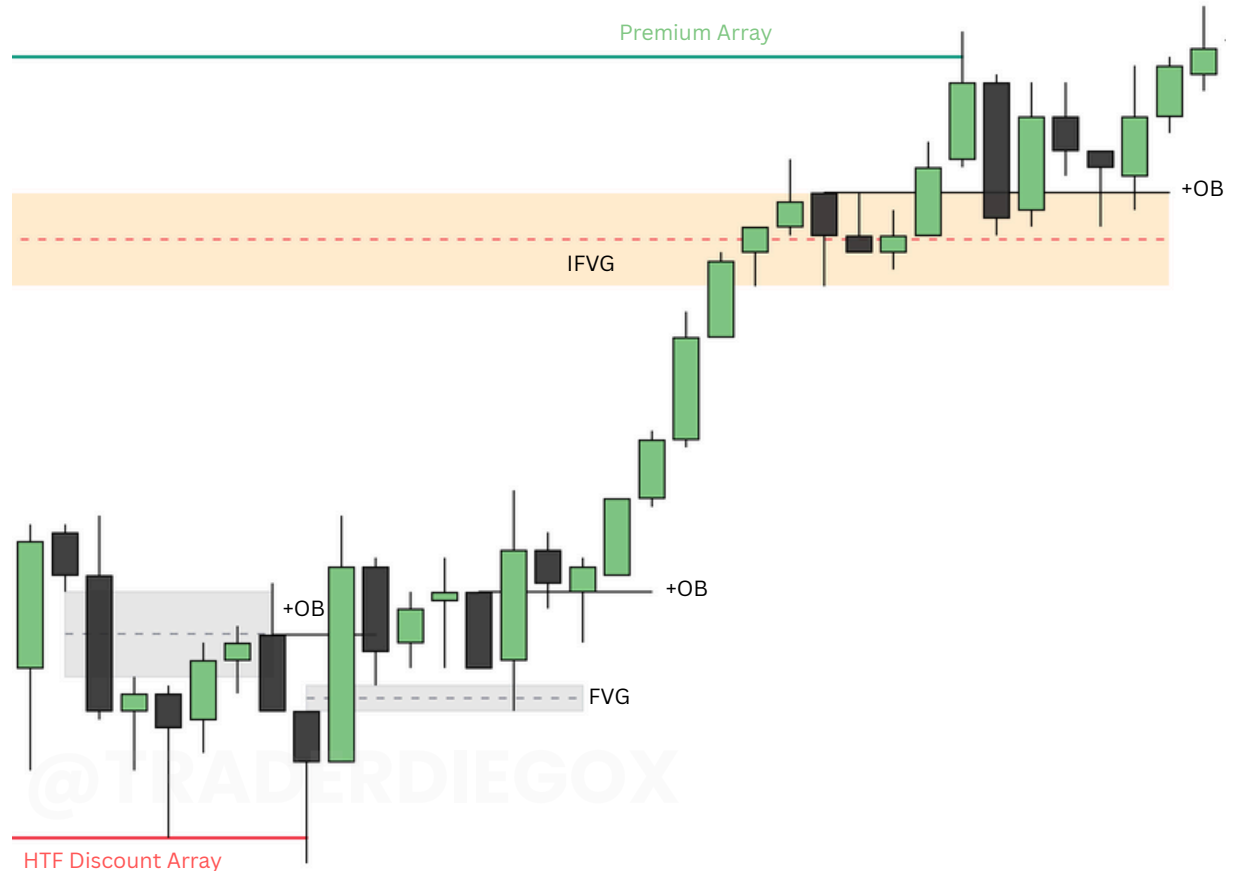 Premium Array
+OB
IFVG
+OB
+OB
FVG
@TRADERDIEGOX
HTF Discount Array